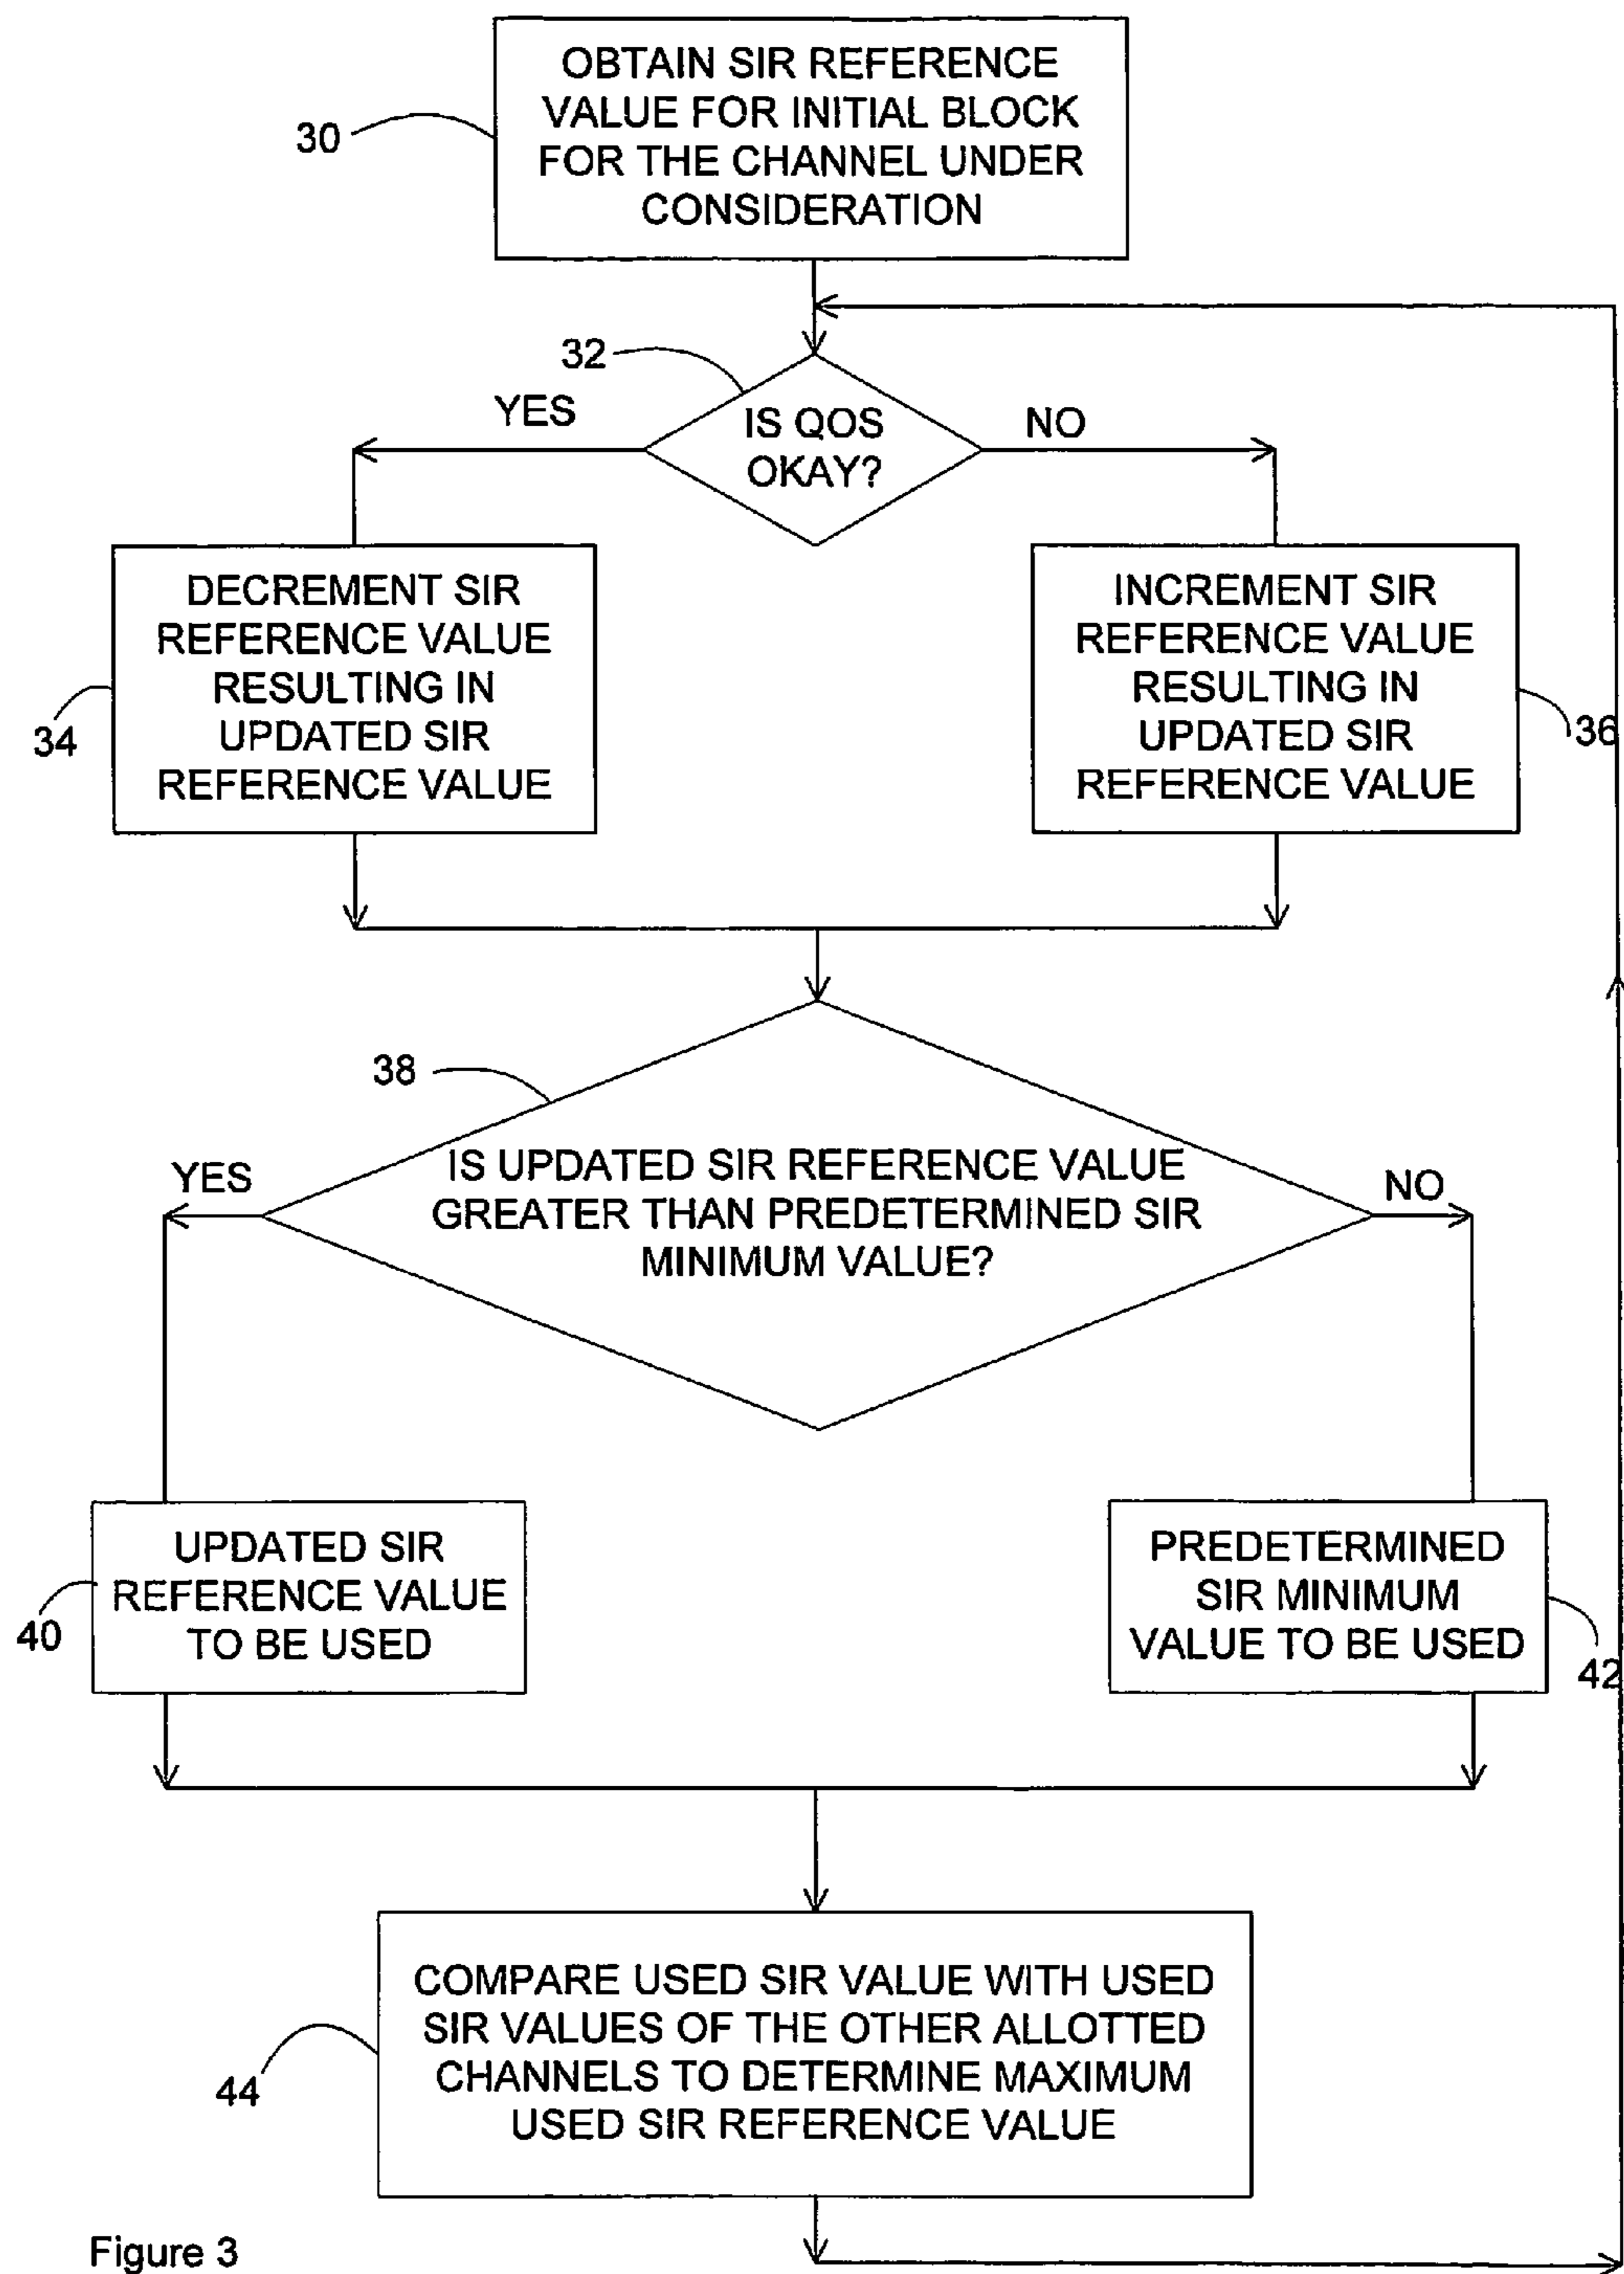 OBTAIN SIR REFERENCE
VALUE FOR INITIAL BLOCK
FOR THE CHANNEL UNDER
CONSIDERATION
30
32
YES
IS QOS
OKAY?
NO
DECREMENT SIR
REFERENCE VALUE
RESULTING IN
UPDATED SIR
REFERENCE VALUE
34
INCREMENT SIR
REFERENCE VALUE
RESULTING IN
UPDATED SIR
REFERENCE VALUE
36
38
YES
IS UPDATED SIR REFERENCE VALUE
GREATER THAN PREDETERMINED SIR
MINIMUM VALUE?
NO
UPDATED SIR
REFERENCE VALUE
TO BE USED
40
PREDETERMINED
SIR MINIMUM
VALUE TO BE USED
42
COMPARE USED SIR VALUE WITH USED
SIR VALUES OF THE OTHER ALLOTTED
CHANNELS TO DETERMINE MAXIMUM
USED SIR REFERENCE VALUE
44
Figure 3